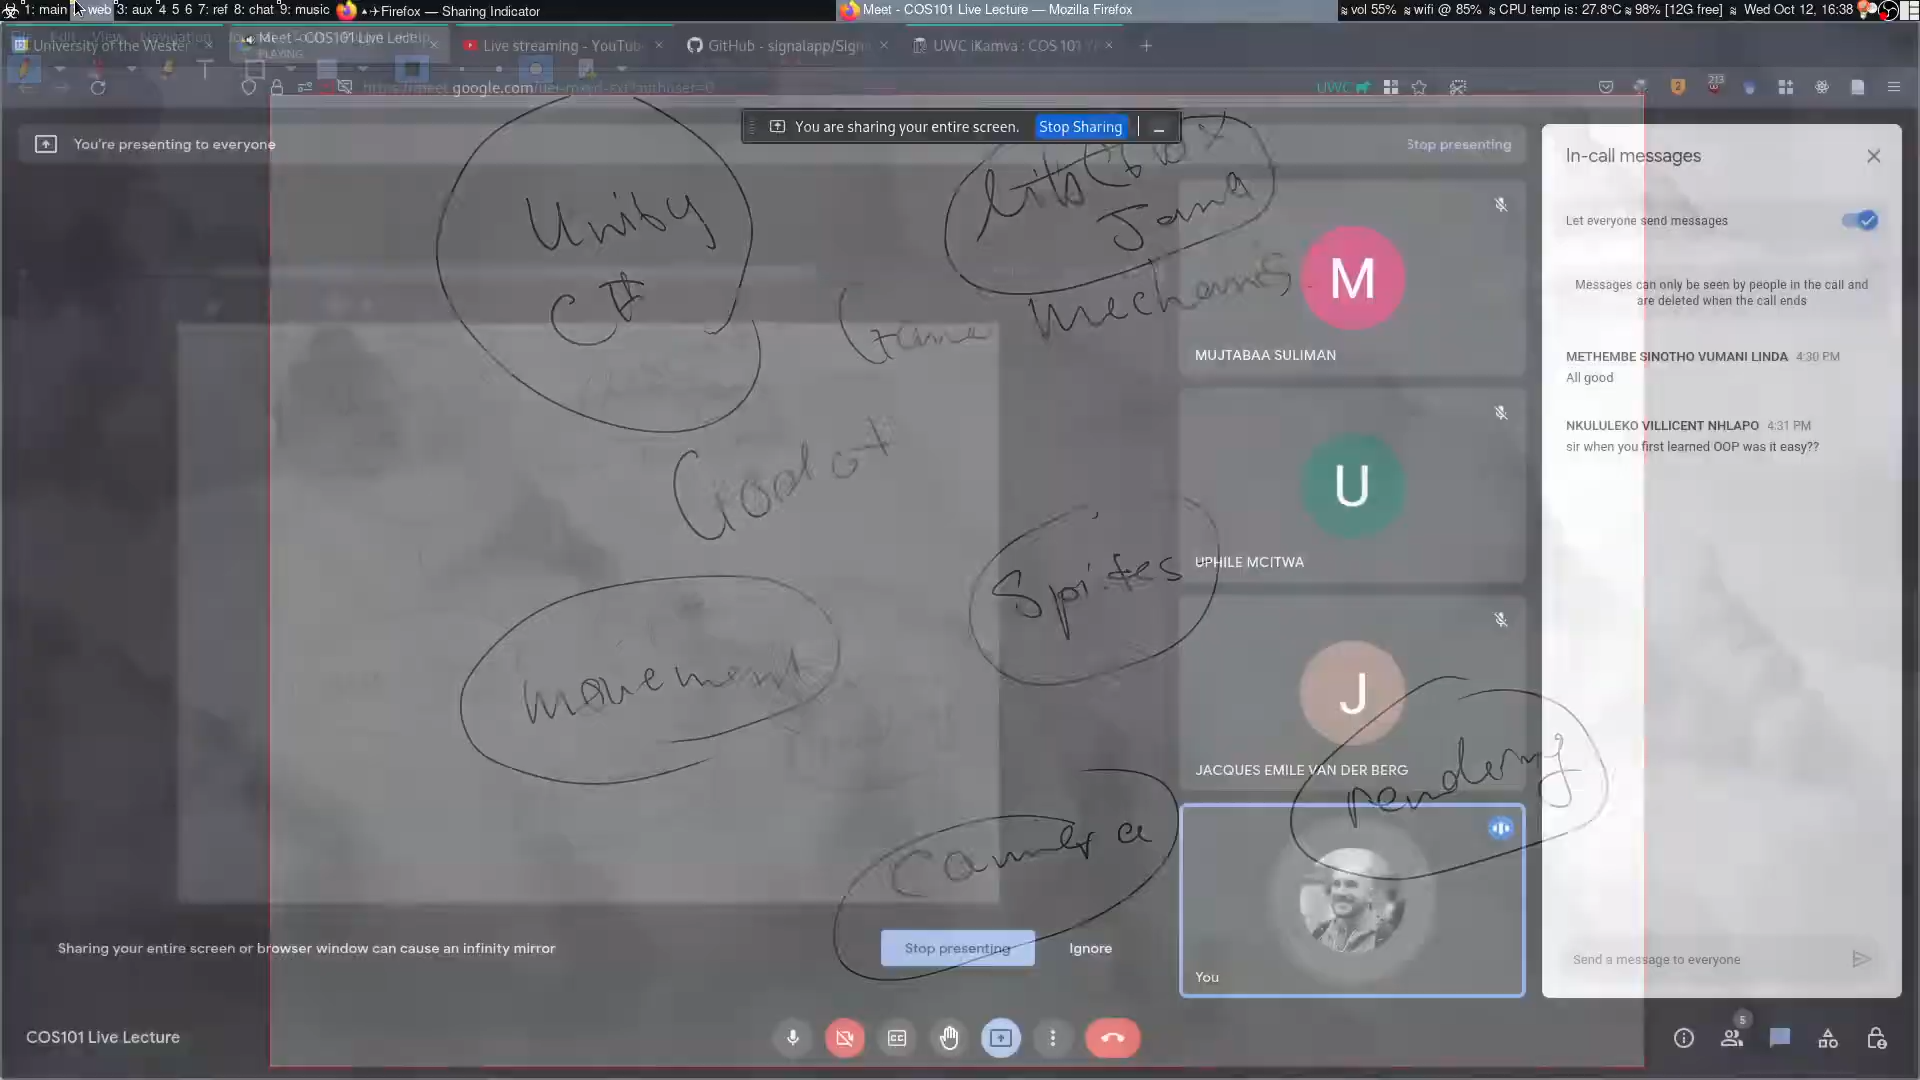 1: main web 3: aux 4 5 6 7: ref 8: chat 9: music Firefox — Sharing Indicator
Meet - COS101 Live Lecture — Mozilla Firefox
vol 55% wifi @ 85% CPU temp is: 27.8°C 98% [12G free] Wed Oct 12, 16:38
University of the Wester
Meet - COS101 Live Lectu
PLAYING
Live streaming - YouTub
GitHub - signalapp/Sign
UWC iKamva : COS 101
UWC
213
2
You are sharing your entire screen.
Stop Sharing
You're presenting to everyone
Stop presenting
Unity
C#
Java
Game mechanis
Godot
Sprites
movement
camera
MUJTABAA SULIMAN
M
UPHILE MCITWA
U
JACQUES EMILE VAN DER BERG
J
You
In-call messages
Let everyone send messages
Messages can only be seen by people in the call and
are deleted when the call ends
METHEMBE SINOTHO VUMANI LINDA 4:30 PM
All good
NKULULEKO VILLICENT NHLAPO 4:31 PM
sir when you first learned OOP was it easy??
Send a message to everyone
Sharing your entire screen or browser window can cause an infinity mirror
Stop presenting
Ignore
COS101 Live Lecture
5